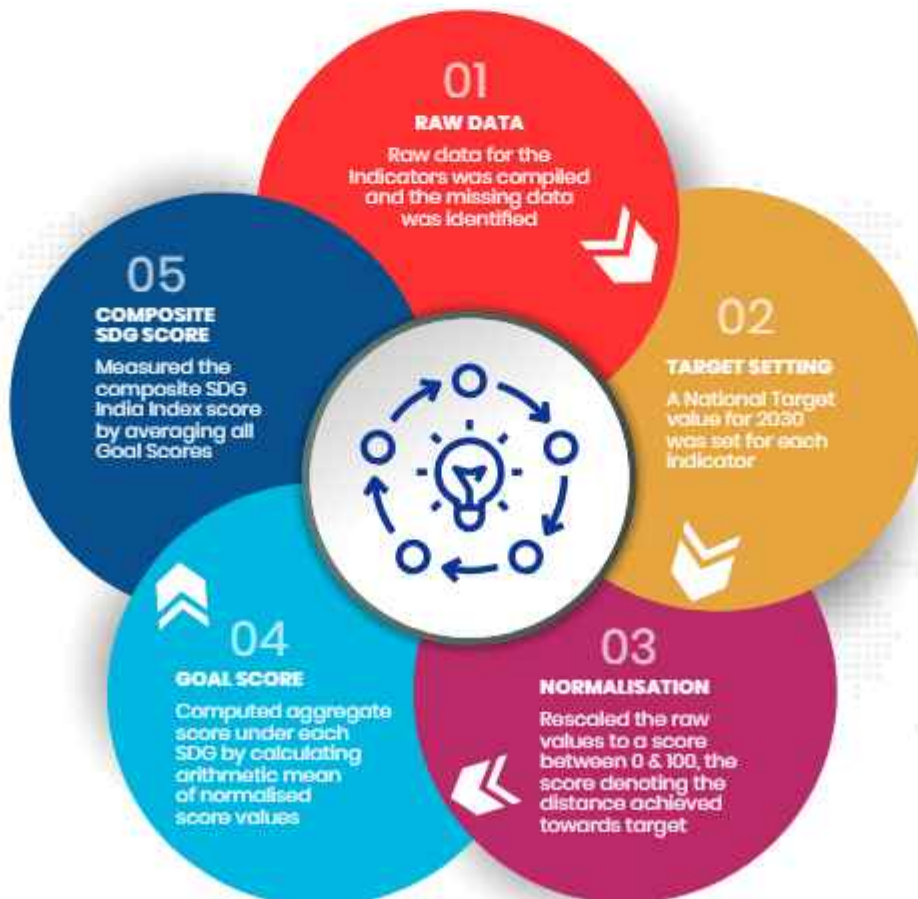 01
RAW DATA
Raw data for the
Indicators was compiled
and the missing data
was identified
02
TARGET SETTING
A National Target
value for 2030
was set for each
indicator
03
NORMALISATION
Rescaled the raw
values to a score
between 0 & 100, the
score denoting the
distance achieved
towards target
04
GOAL SCORE
Computed aggregate
score under each
SDG by calculating
arithmetic mean
of normalised
score values
05
COMPOSITE
SDG SCORE
Measured the
composite SDG
India Index score
by averaging all
Goal Scores